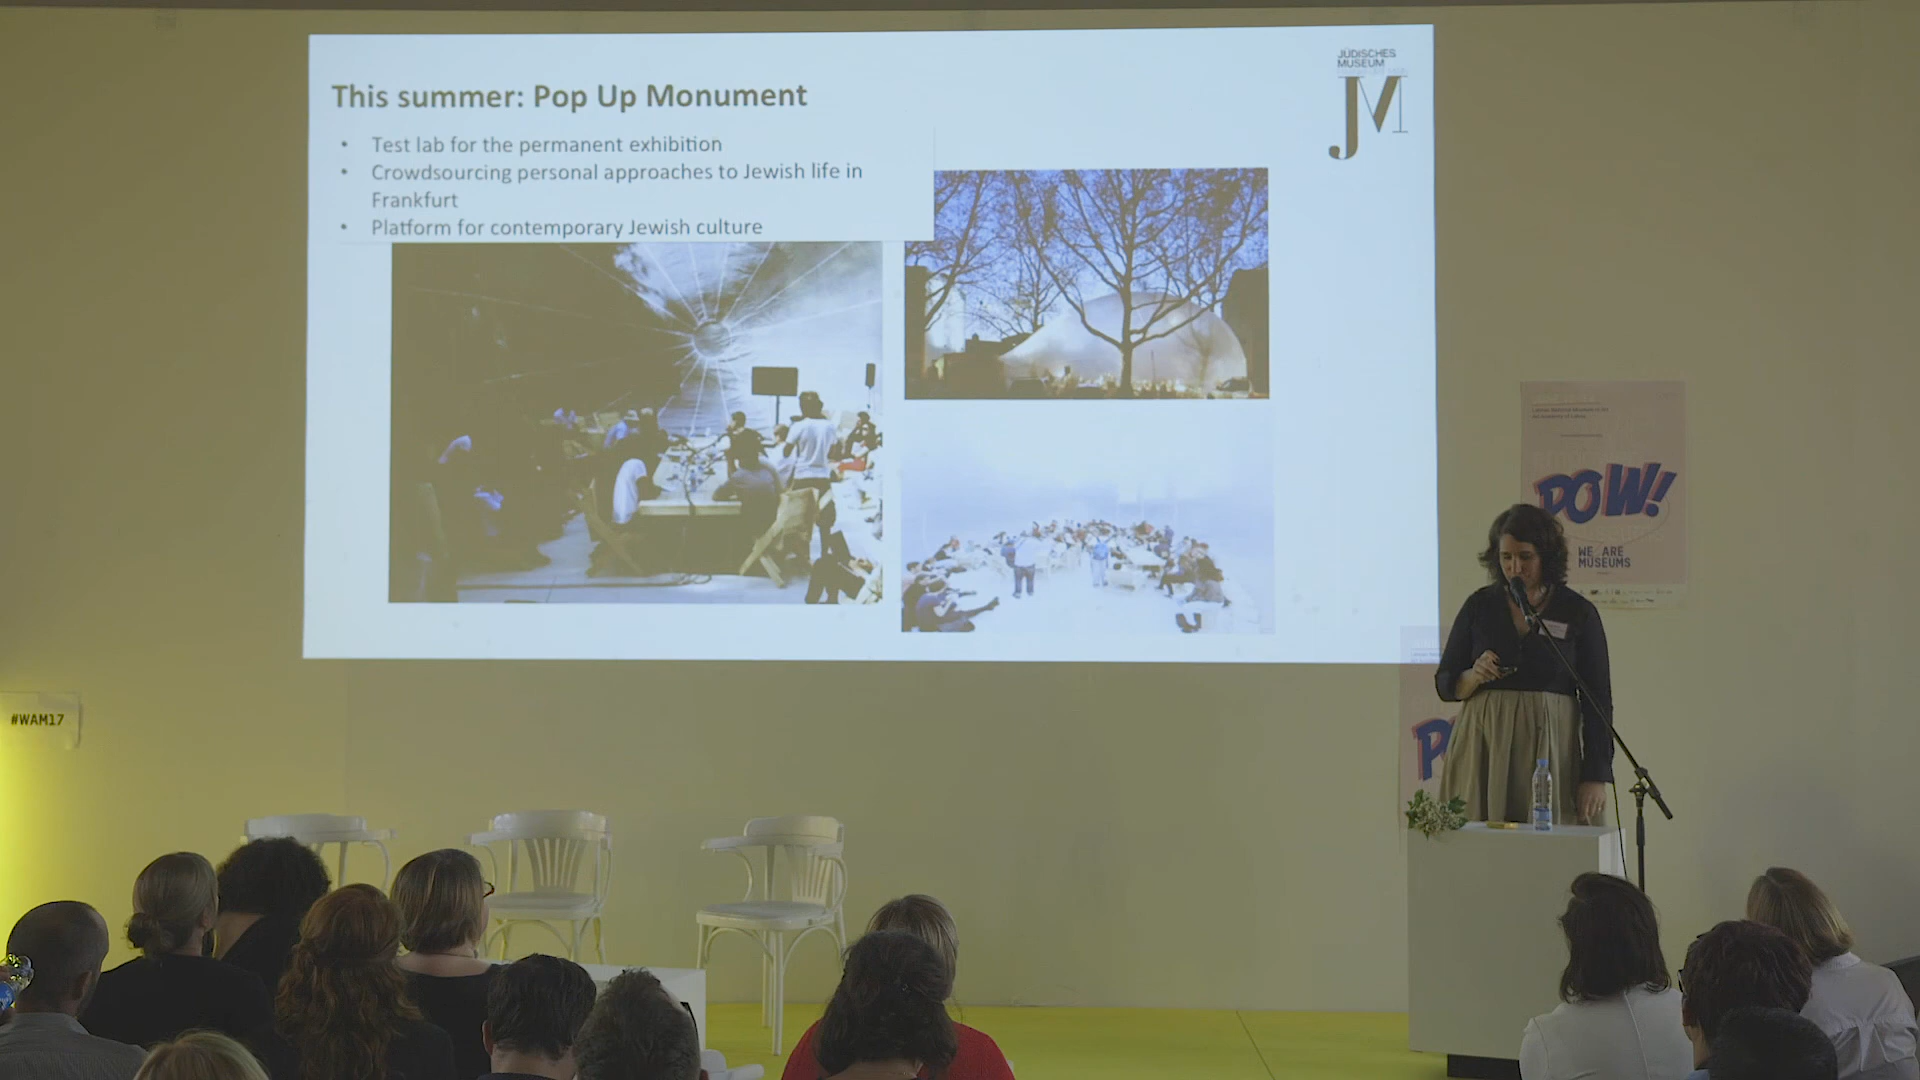 JÜDISCHES
MUSEUM
JM
This summer: Pop Up Monument
• Test lab for the permanent exhibition
• Crowdsourcing personal approaches to Jewish life in
Frankfurt
• Platform for contemporary Jewish culture
POW!
WE ARE
MUSEUMS
#WAM17